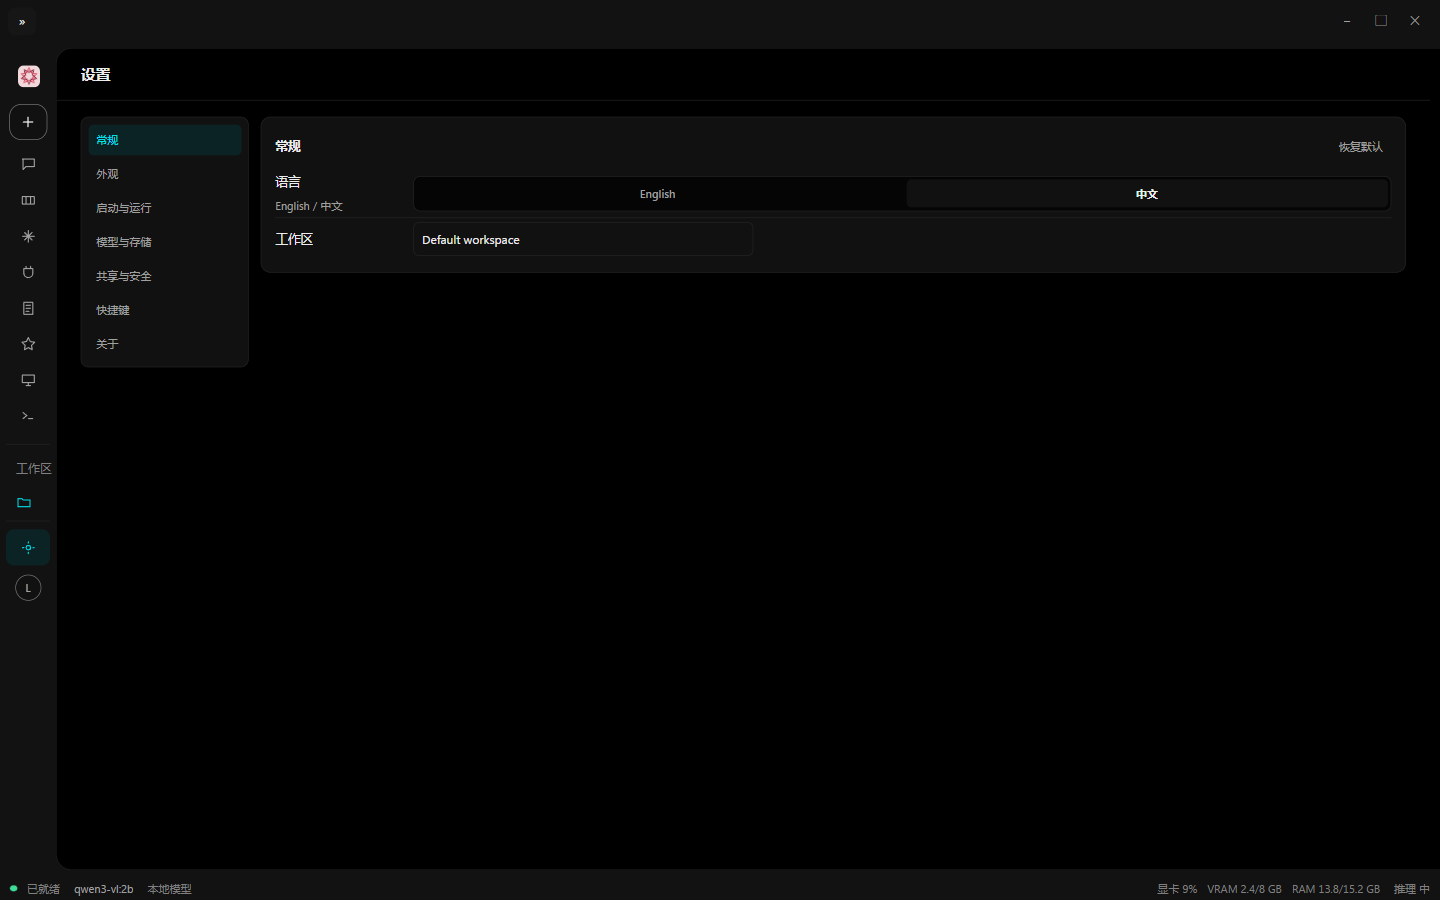 »
设置
常规
外观
启动与运行
模型与存储
共享与安全
快捷键
关于
常规
恢复默认
语言
English / 中文
English
中文
工作区
Default workspace
工作区
L
已就绪 qwen3-vl:2b 本地模型
显卡 9% VRAM 2.4/8 GB RAM 13.8/15.2 GB 推理 中